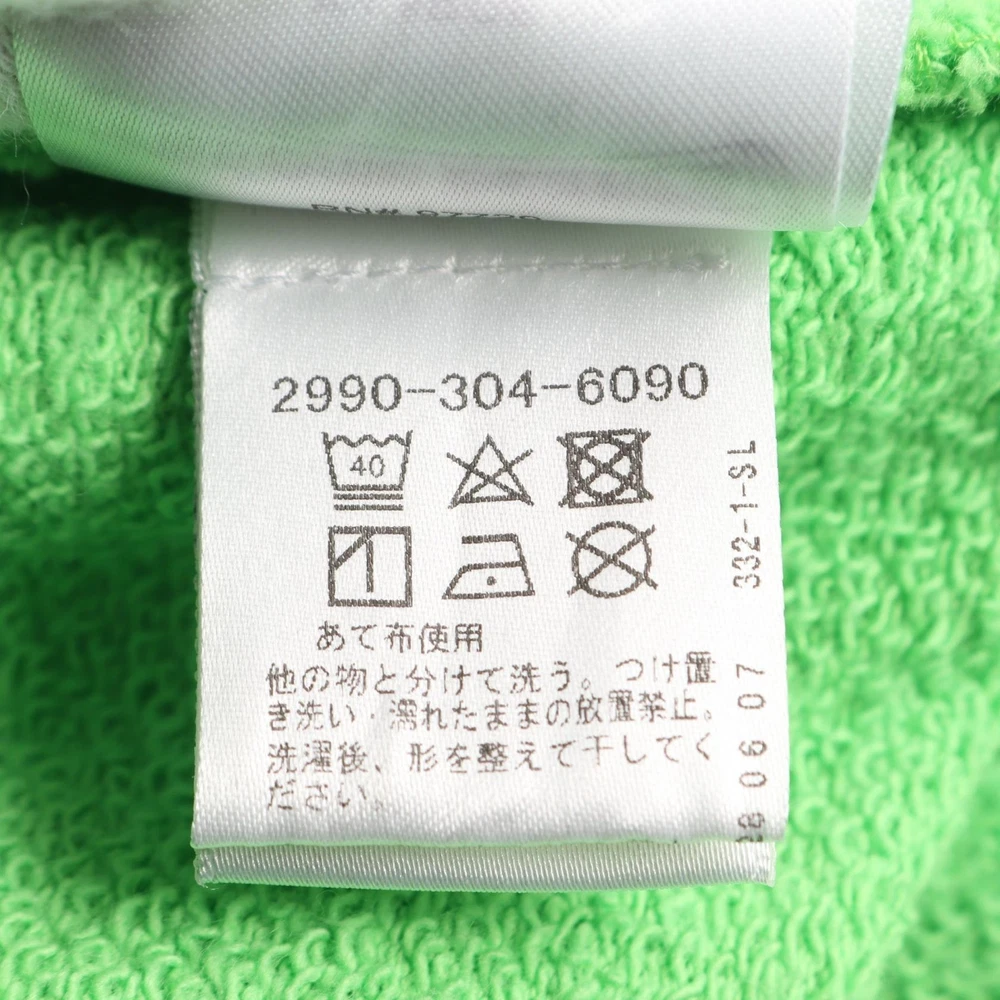 2990-304-6090
40
あて布使用
他の物と分けて洗う。つけ置
き洗い・濡れたままの放置禁止。
洗濯後、形を整えて干してく
ださい。
332-1-SL
06 07